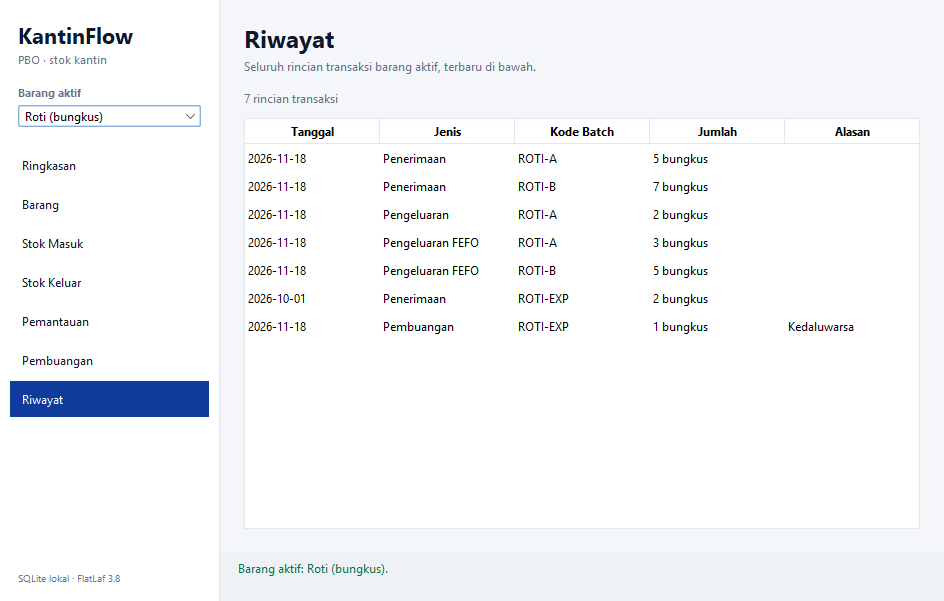 KantinFlow
PBO · stok kantin
Barang aktif
Roti (bungkus)
Ringkasan
Barang
Stok Masuk
Stok Keluar
Pemantauan
Pembuangan
Riwayat
SQLite lokal · FlatLaf 3.8
Riwayat
Seluruh rincian transaksi barang aktif, terbaru di bawah.
7 rincian transaksi
Tanggal Jenis Kode Batch Jumlah Alasan
2026-11-18 Penerimaan ROTI-A 5 bungkus
2026-11-18 Penerimaan ROTI-B 7 bungkus
2026-11-18 Pengeluaran ROTI-A 2 bungkus
2026-11-18 Pengeluaran FEFO ROTI-A 3 bungkus
2026-11-18 Pengeluaran FEFO ROTI-B 5 bungkus
2026-10-01 Penerimaan ROTI-EXP 2 bungkus
2026-11-18 Pembuangan ROTI-EXP 1 bungkus Kedaluwarsa
Barang aktif: Roti (bungkus).